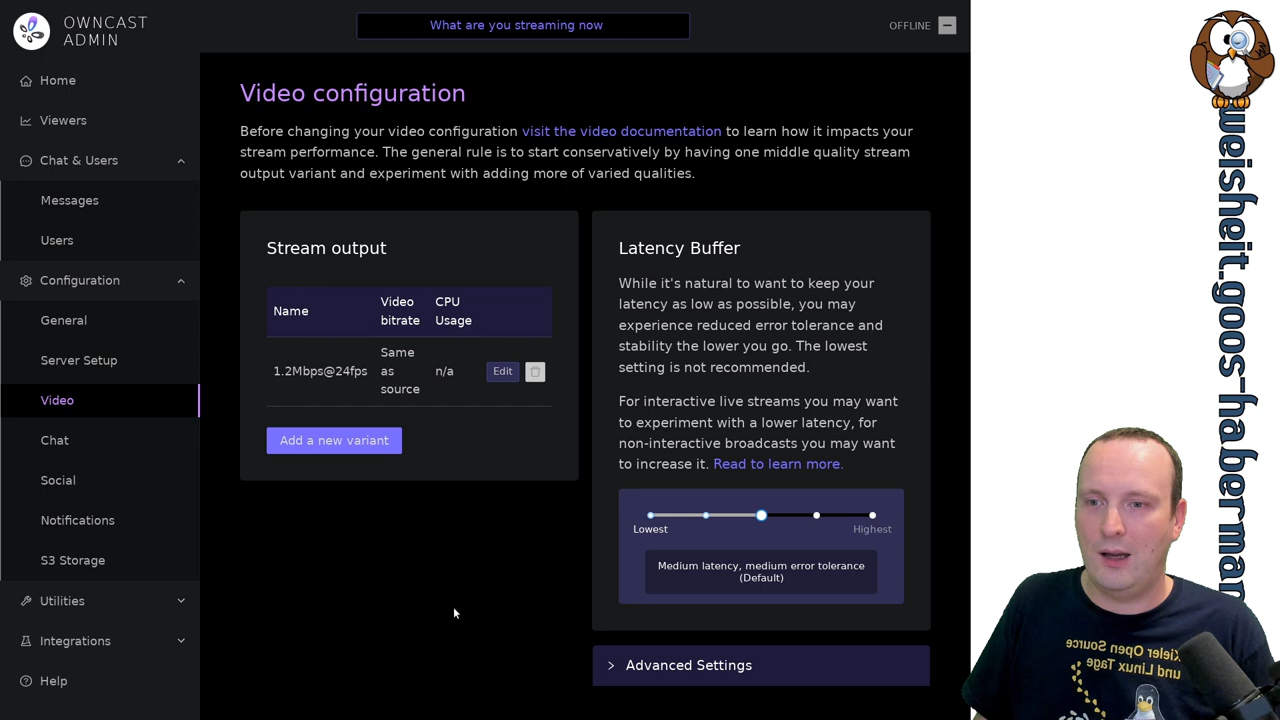 OWNCAST
ADMIN
What are you streaming now
OFFLINE
Home
Viewers
Chat & Users
Messages
Users
Configuration
General
Server Setup
Video
Chat
Social
Notifications
S3 Storage
Utilities
Integrations
Help
Video configuration
Before changing your video configuration visit the video documentation to learn how it impacts your
stream performance. The general rule is to start conservatively by having one middle quality stream
output variant and experiment with adding more of varied qualities.
Stream output
Name
Video
bitrate
CPU
Usage
1.2Mbps@24fps
Same
as
source
n/a
Edit
Add a new variant
Latency Buffer
While it's natural to want to keep your
latency as low as possible, you may
experience reduced error tolerance and
stability the lower you go. The lowest
setting is not recommended.
For interactive live streams you may want
to experiment with a lower latency, for
non-interactive broadcasts you may want
to increase it. Read to learn more.
Lowest
Highest
Medium latency, medium error tolerance
(Default)
Advanced Settings
weisheit.goos-haberman
Kieler Open Source
und Linux Tage